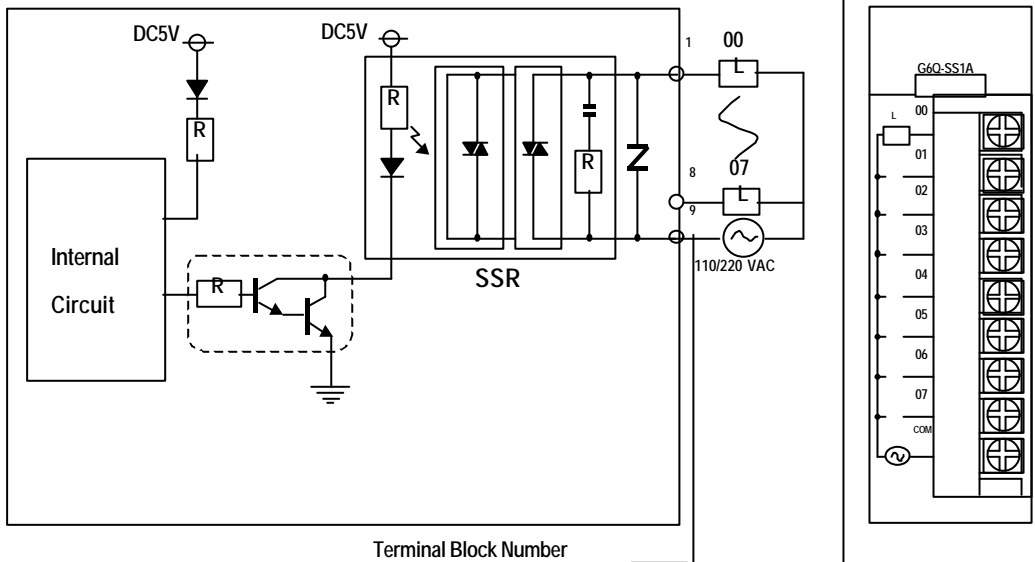 DC5V
DC5V
R
R
Internal
Circuit
R
R
SSR
1
00
L
8
07
L
9
110/220 VAC
Terminal Block Number
G6Q-SS1A
L
00
01
02
03
04
05
06
07
COM